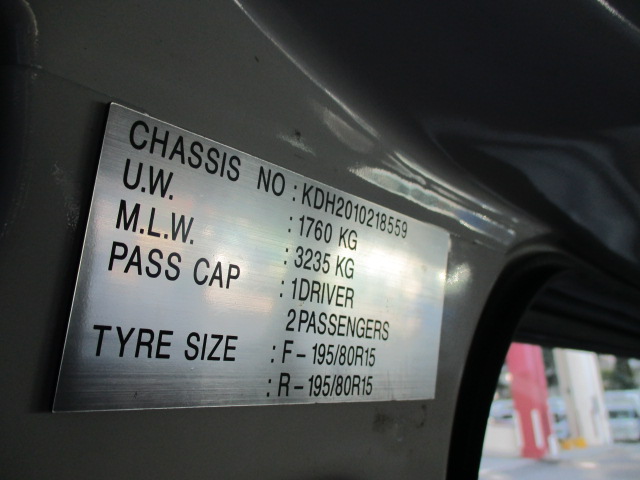 CHASSIS NO : KDH2010218559
U.W. : 1760 KG
M.L.W. : 3235 KG
PASS CAP : 1DRIVER
2PASSENGERS
TYRE SIZE : F-195/80R15
: R-195/80R15